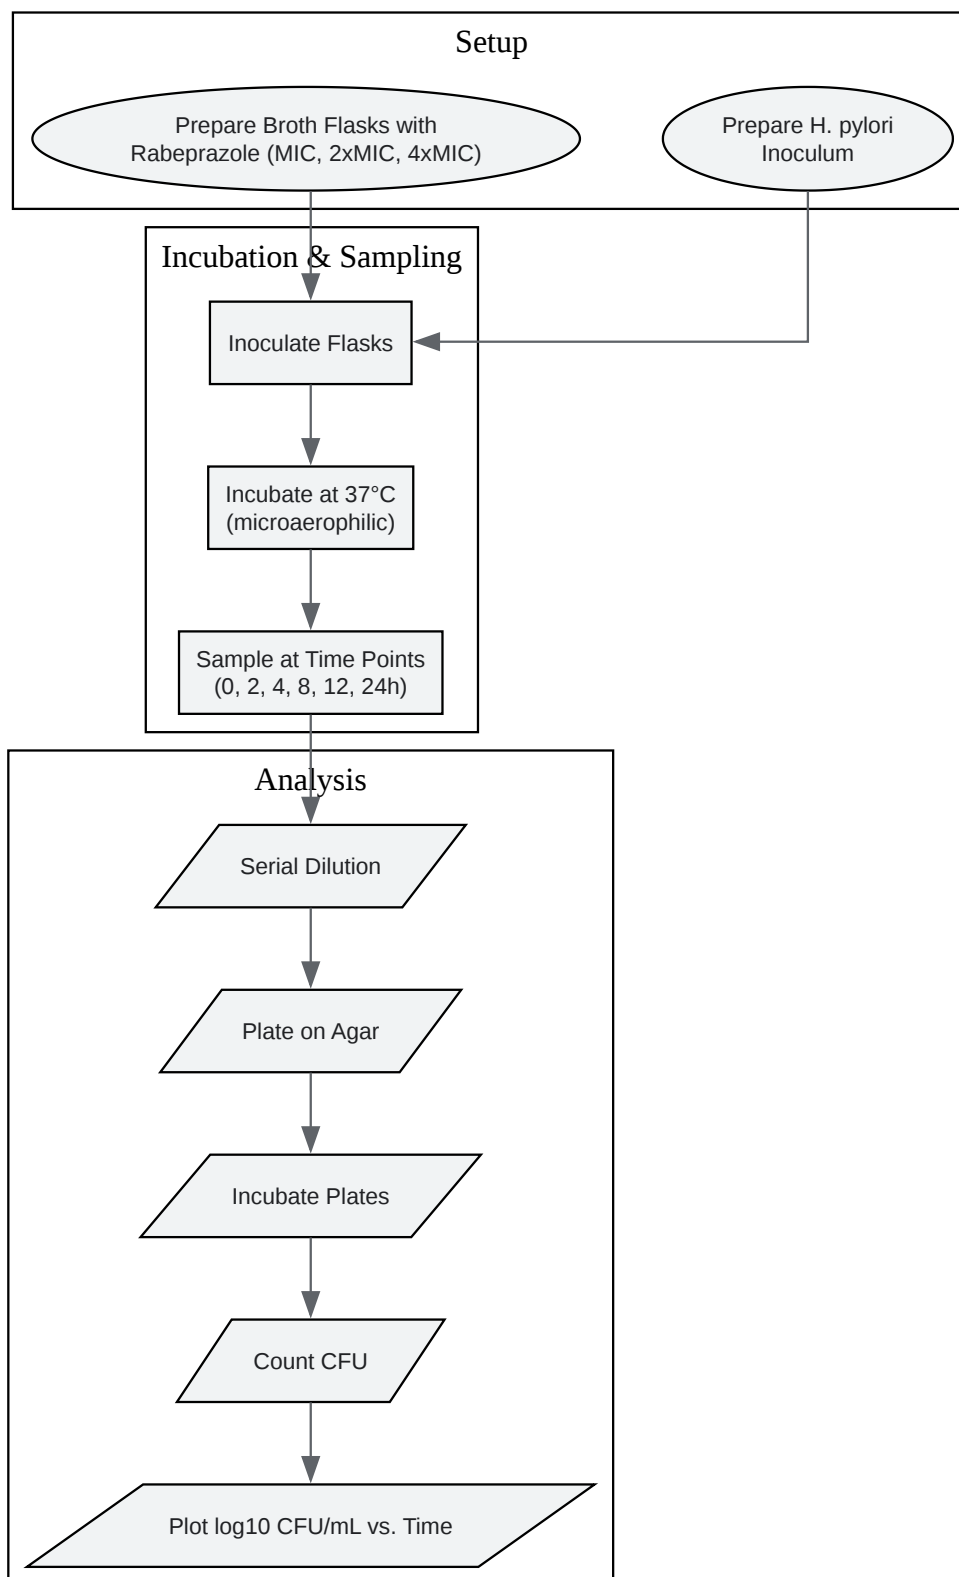 Setup
Prepare Broth Flasks with
Rabeprazole (MIC, 2xMIC, 4xMIC)
Prepare H. pylori
Inoculum
Incubation & Sampling
Inoculate Flasks
Incubate at 37°C
(microaerophilic)
Sample at Time Points
(0, 2, 4, 8, 12, 24h)
Analysis
Serial Dilution
Plate on Agar
Incubate Plates
Count CFU
Plot log10 CFU/mL vs. Time